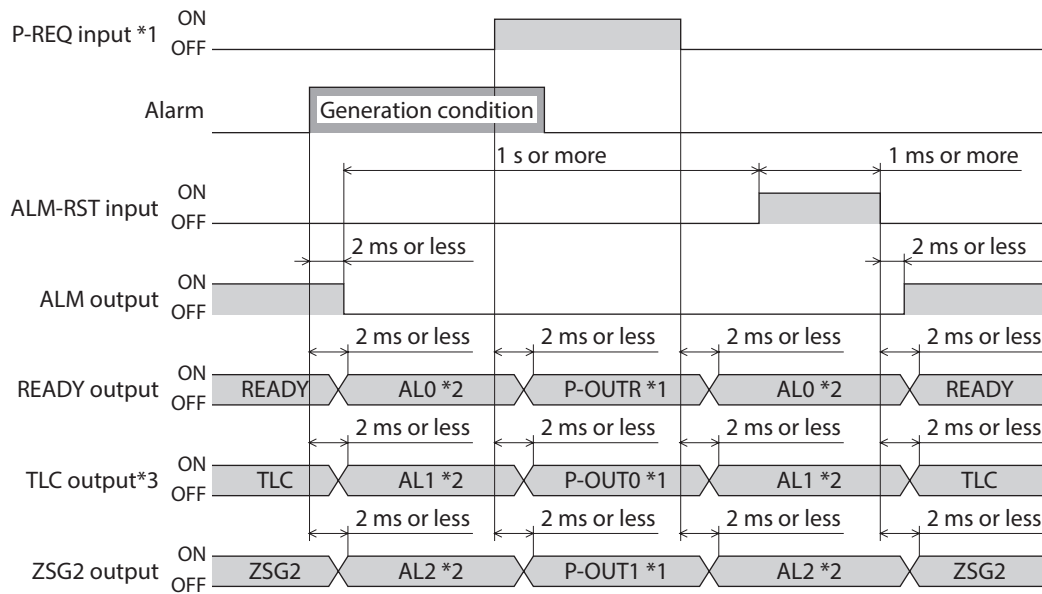 P-REQ input *1
ON
OFF
Alarm
Generation condition
1 s or more
1 ms or more
ALM-RST input
ON
OFF
2 ms or less
2 ms or less
ALM output
ON
OFF
2 ms or less
2 ms or less
2 ms or less
2 ms or less
READY output
ON
OFF
READY
AL0 *2
P-OUTR *1
AL0 *2
READY
2 ms or less
2 ms or less
2 ms or less
2 ms or less
TLC output*3
ON
OFF
TLC
AL1 *2
P-OUT0 *1
AL1 *2
TLC
2 ms or less
2 ms or less
2 ms or less
2 ms or less
ZSG2 output
ON
OFF
ZSG2
AL2 *2
P-OUT1 *1
AL2 *2
ZSG2